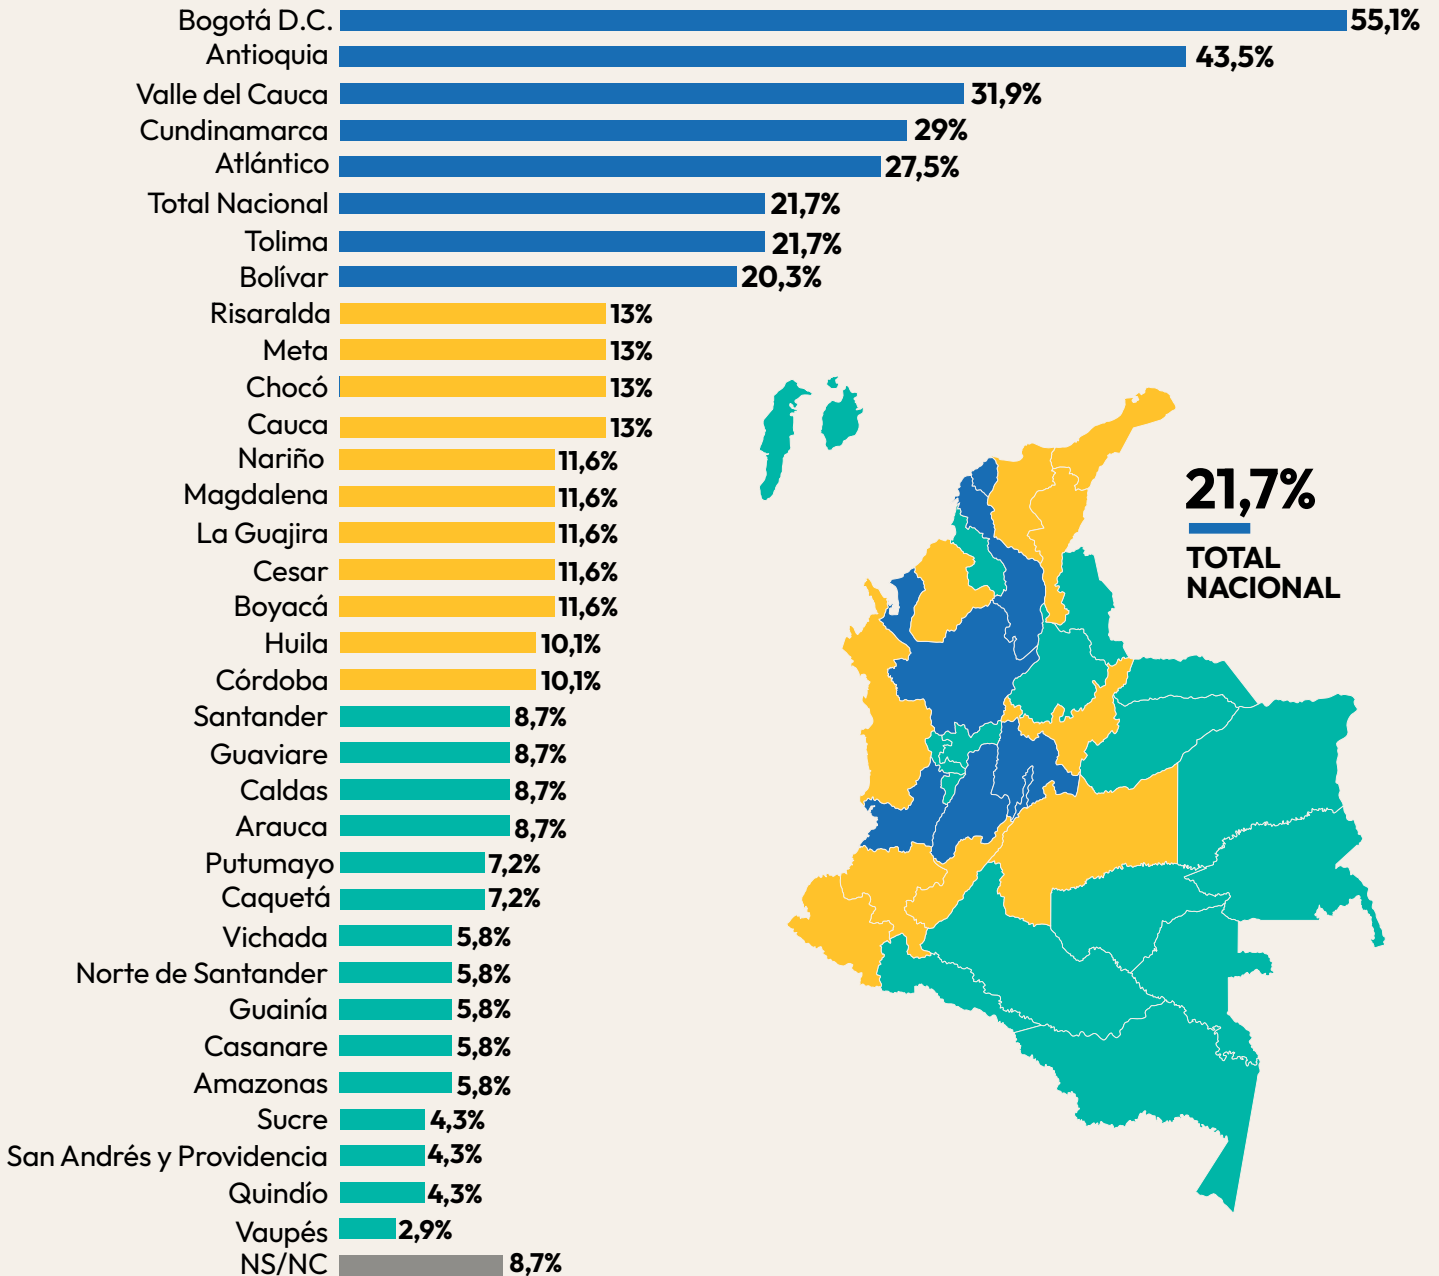 Bogotá D.C. 55,1%
Antioquia 43,5%
Valle del Cauca 31,9%
Cundinamarca 29%
Atlántico 27,5%
Total Nacional 21,7%
Tolima 21,7%
Bolívar 20,3%
Risaralda 13%
Meta 13%
Chocó 13%
Cauca 13%
Nariño 11,6%
Magdalena 11,6%
La Guajira 11,6%
Cesar 11,6%
Boyacá 11,6%
Huila 10,1%
Córdoba 10,1%
Santander 8,7%
Guaviare 8,7%
Caldas 8,7%
Arauca 8,7%
Putumayo 7,2%
Caquetá 7,2%
Vichada 5,8%
Norte de Santander 5,8%
Guainía 5,8%
Casanare 5,8%
Amazonas 5,8%
Sucre 4,3%
San Andrés y Providencia 4,3%
Quindío 4,3%
Vaupés 2,9%
NS/NC 8,7%
21,7%
TOTAL
NACIONAL